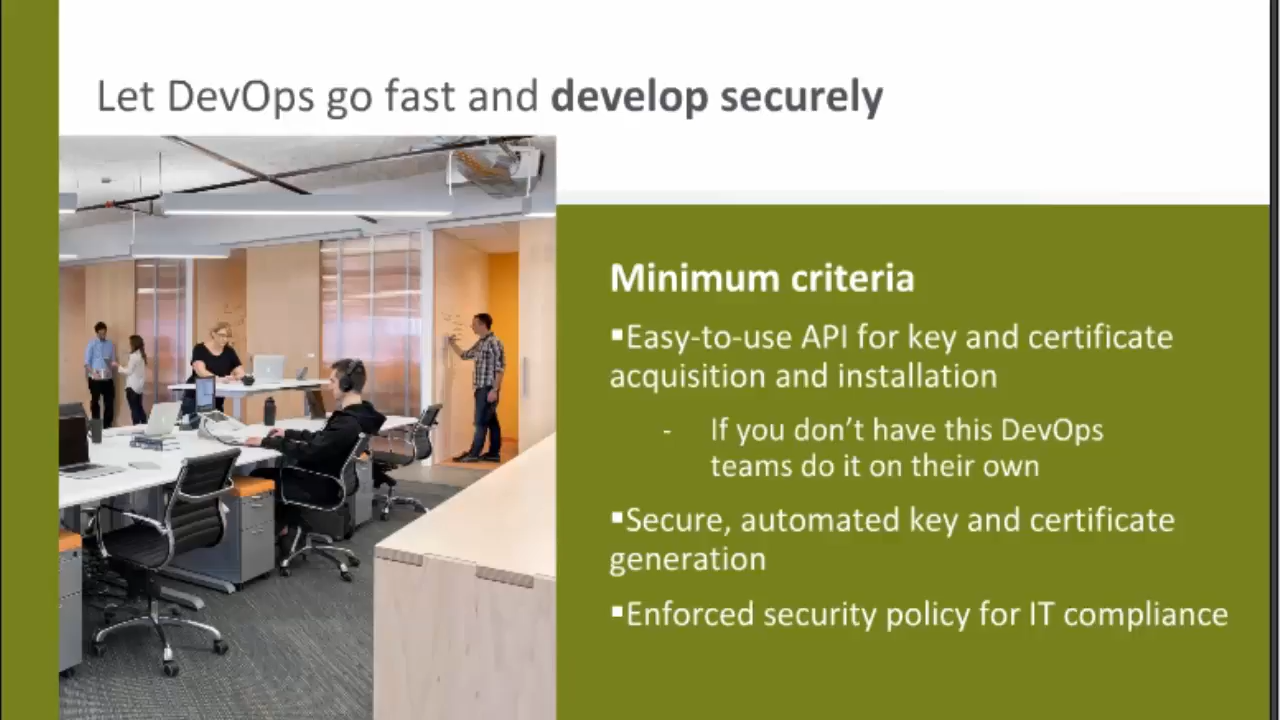 Let DevOps go fast and develop securely
Minimum criteria
▪Easy-to-use API for key and certificate
acquisition and installation
- If you don’t have this DevOps
teams do it on their own
▪Secure, automated key and certificate
generation
▪Enforced security policy for IT compliance